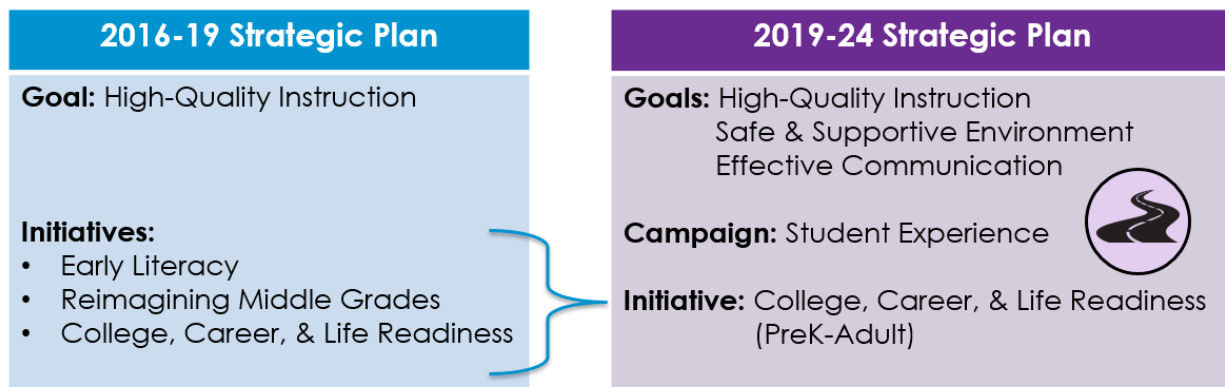 2016-19 Strategic Plan
Goal: High-Quality Instruction
Initiatives:
• Early Literacy
• Reimagining Middle Grades
• College, Career, & Life Readiness
2019-24 Strategic Plan
Goals: High-Quality Instruction
Safe & Supportive Environment
Effective Communication
Campaign: Student Experience
Initiative: College, Career, & Life Readiness
(PreK-Adult)